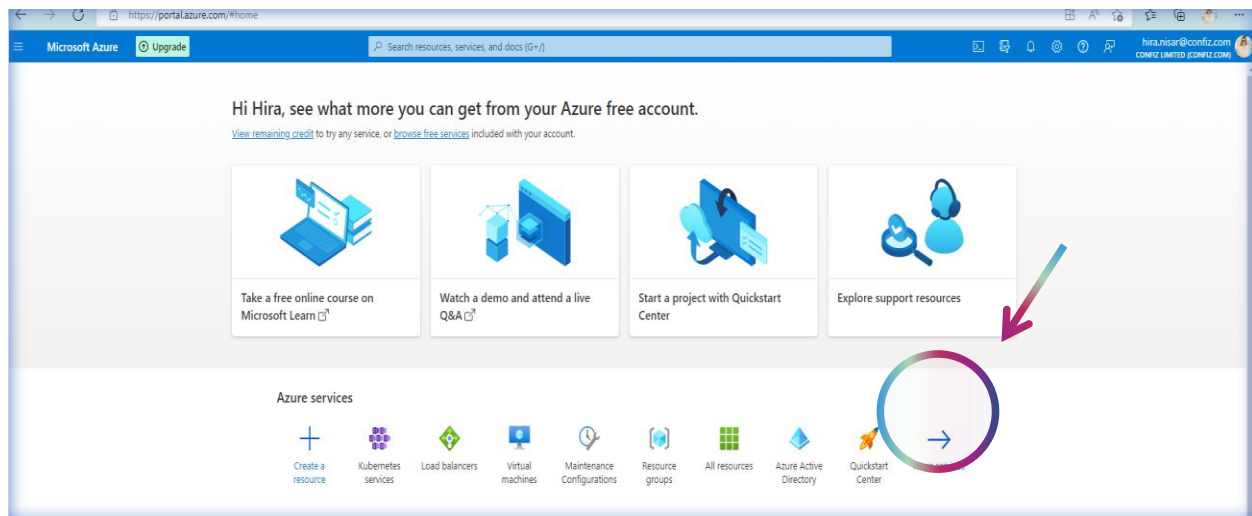 https://portal.azure.com/#home
Microsoft Azure
Upgrade
Search resources, services, and docs (G+/)
hira.nisar@confiz.com
CONFIZ LIMITED (CONFIZ.COM)
Hi Hira, see what more you can get from your Azure free account.
View remaining credit to try any service, or browse free services included with your account.
Take a free online course on
Microsoft Learn
Watch a demo and attend a live
Q&A
Start a project with Quickstart
Center
Explore support resources
Azure services
Create a
resource
Kubernetes
services
Load balancers
Virtual
machines
Maintenance
Configurations
Resource
groups
All resources
Azure Active
Directory
Quickstart
Center